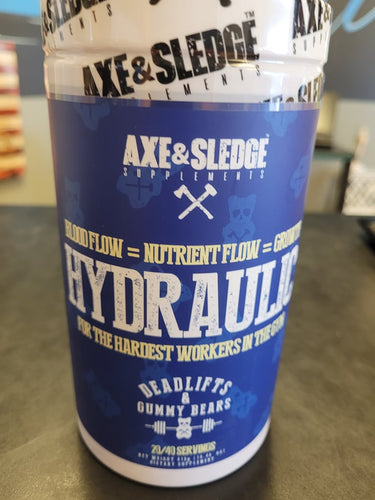 AXE&SLEDGE™
AXE&SLEDGE
SUPPLEMENTS
BLOOD FLOW = NUTRIENT FLOW = GROWTH
HYDRAULIC
FOR THE HARDEST WORKERS IN THE GYM
DEADLIFTS
&
GUMMY BEARS
20/40 SERVINGS
DIETARY SUPPLEMENT